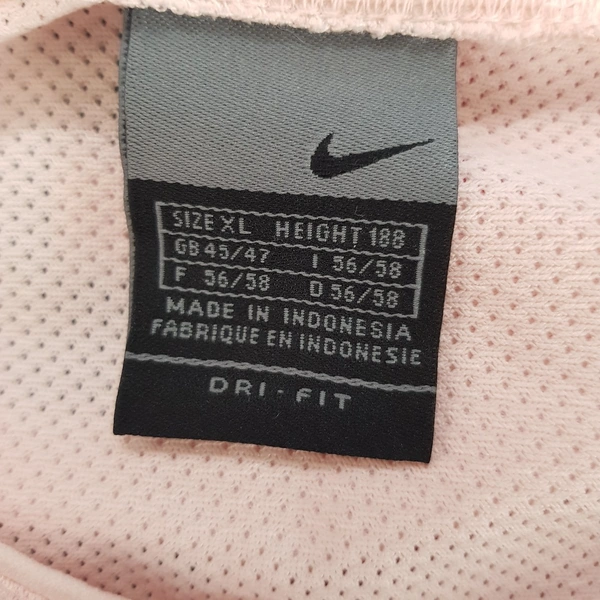 SIZE XL HEIGHT 188
GB 45/47 I 56/58
F 56/58 D 56/58
MADE IN INDONESIA
FABRIQUE EN INDONESIE
DRI-FIT